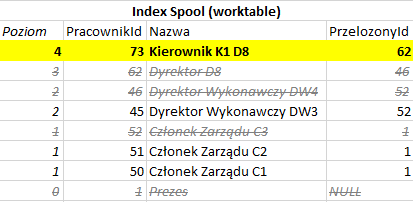 Index Spool (worktable)
Poziom PracownikId Nazwa PrzelozonyId
4 73 Kierownik K1 D8 62
3 62 Dyrektor D8 46
2 46 Dyrektor Wykonawczy DW4 52
2 45 Dyrektor Wykonawczy DW3 52
1 52 Członek Zarządu C3 1
1 51 Członek Zarządu C2 1
1 50 Członek Zarządu C1 1
0 1 Prezes NULL